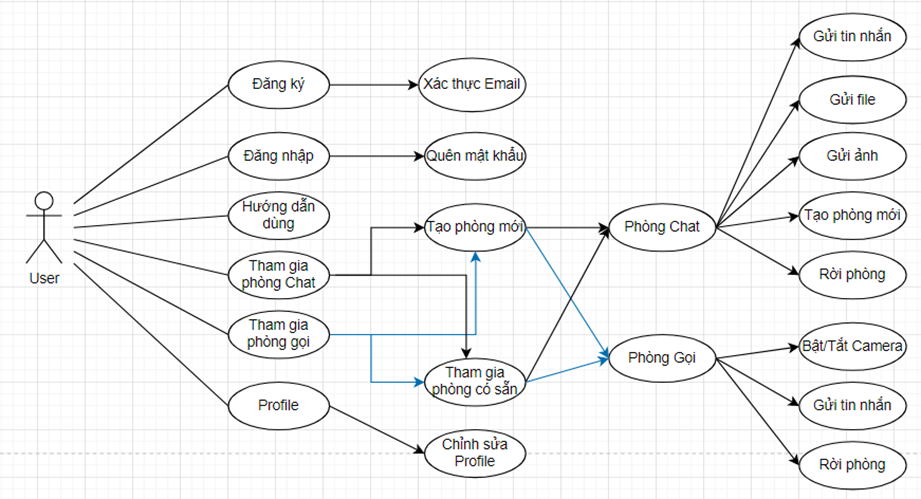 Gửi tin nhắn
Đăng ký
Xác thực Email
Gửi file
Đăng nhập
Quên mật khẩu
Gửi ảnh
Hướng dẫn
dùng
Tạo phòng mới
Phòng Chat
Tạo phòng mới
User
Tham gia
phòng Chat
Rời phòng
Tham gia
phòng gọi
Phòng Gọi
Bật/Tắt Camera
Tham gia
phòng có sẵn
Profile
Gửi tin nhắn
Chỉnh sửa
Profile
Rời phòng